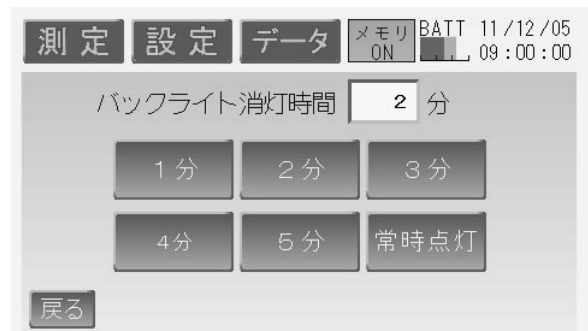 測定 設定 データ メモリ ON BATT 11/12/05 09:00:00
バックライト消灯時間 2 分
1分 2分 3分
4分 5分 常時点灯
戻る